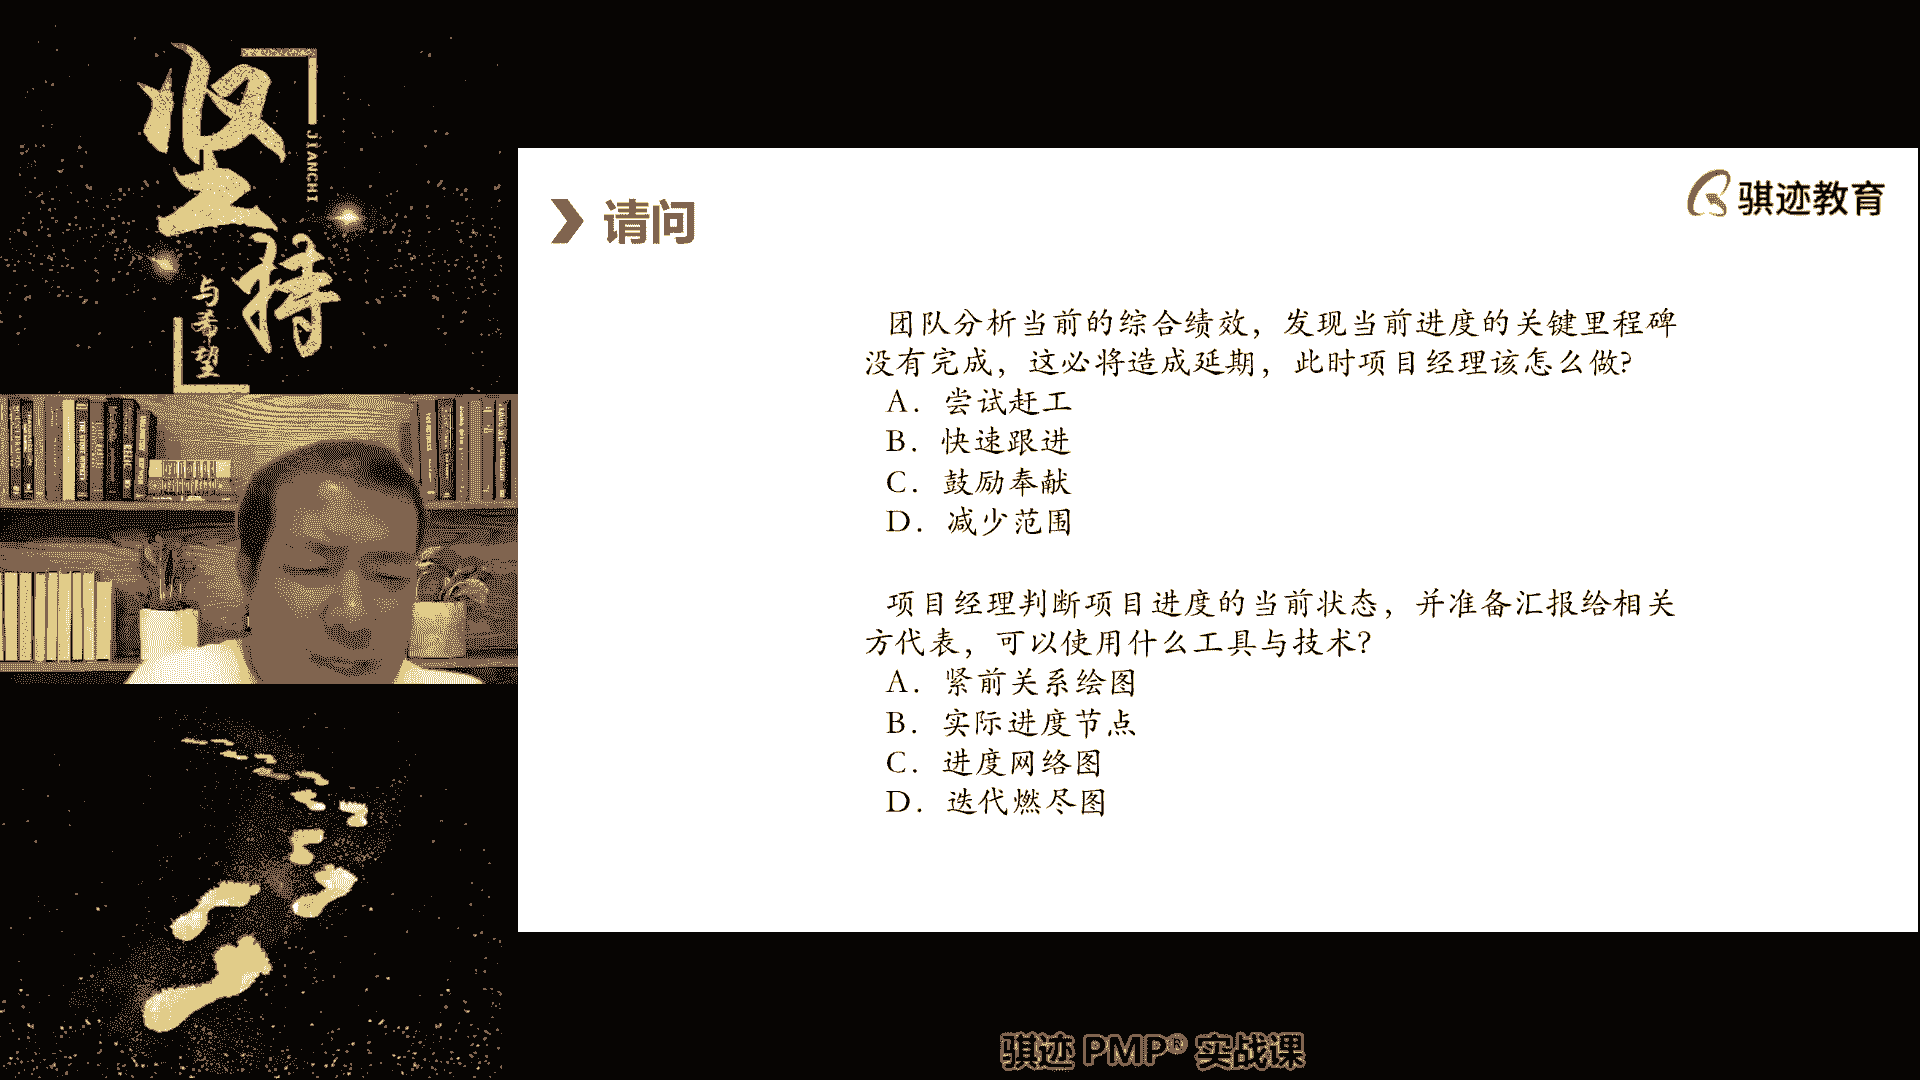 坚持
JIANCHI
与希望
请问
骐迹教育
团队分析当前的综合绩效，发现当前进度的关键里程碑
没有完成，这必将造成延期，此时项目经理该怎么做?
A. 尝试赶工
B. 快速跟进
C. 鼓励奉献
D. 减少范围
项目经理判断项目进度的当前状态，并准备汇报给相关
方代表，可以使用什么工具与技术?
A. 紧前关系绘图
B. 实际进度节点
C. 进度网络图
D. 迭代燃尽图
骐迹 PMP® 实战课